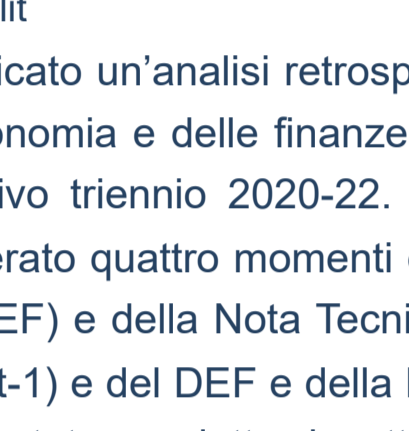 lit
icato un’analisi retrosp
onomia e delle finanze
ivo triennio 2020-22.
erato quattro momenti
EF) e della Nota Tecni
t-1) e del DEF e della